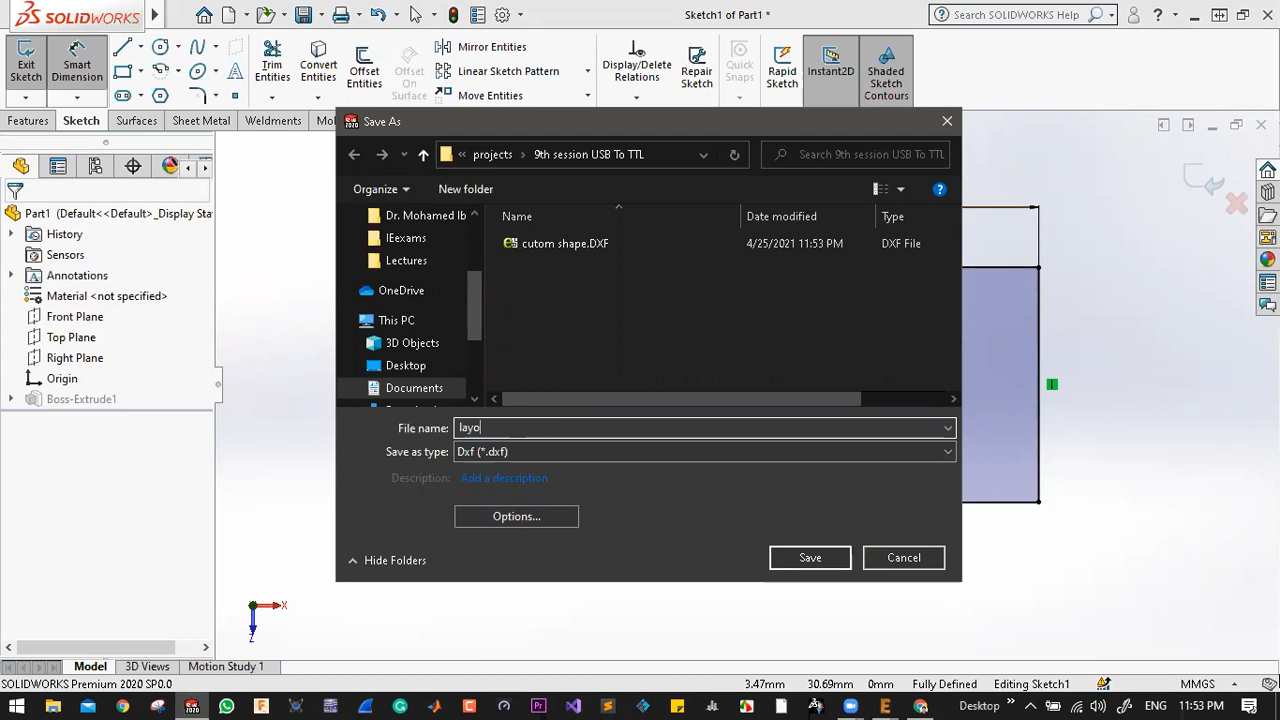 SOLIDWORKS
Sketch1 of Part1 *
Search SOLIDWORKS Help
Exit Sketch
Smart Dimension
Trim Entities
Convert Entities
Offset Entities
Offset On Surface
Mirror Entities
Linear Sketch Pattern
Move Entities
Display/Delete Relations
Repair Sketch
Quick Snaps
Rapid Sketch
Instant2D
Shaded Sketch Contours
Features
Sketch
Surfaces
Sheet Metal
Weldments
Mol
Save As
projects
9th session USB To TTL
Search 9th session USB To TTL
Organize
New folder
Part1 (Default<<Default>_Display Sta
History
Sensors
Annotations
Material <not specified>
Front Plane
Top Plane
Right Plane
Origin
Boss-Extrude1
Dr. Mohamed Ib
IEexams
Lectures
OneDrive
This PC
3D Objects
Desktop
Documents
Name
Date modified
Type
cutom shape.DXF
4/25/2021 11:53 PM
DXF File
File name:
layo
Save as type:
Dxf (*.dxf)
Description:
Add a description
Options...
Hide Folders
Save
Cancel
X
Z
Model
3D Views
Motion Study 1
SOLIDWORKS Premium 2020 SP0.0
3.47mm
30.69mm
0mm
Fully Defined
Editing Sketch1
MMGS
Desktop
11:53 PM